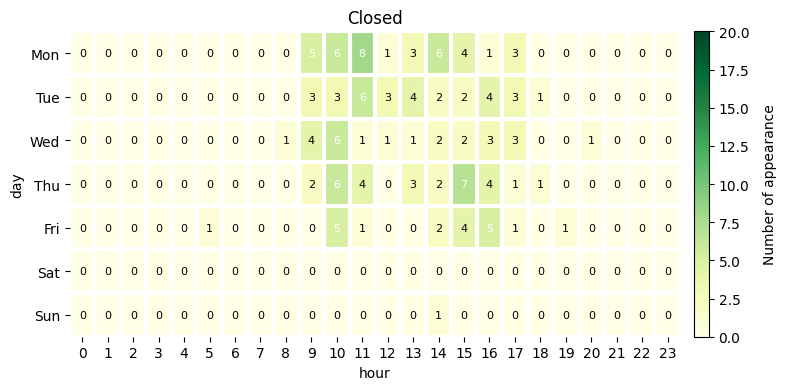 Closed
Mon 0 0 0 0 0 0 0 0 0 5 6 8 1 3 6 4 1 3 0 0 0 0 0 0
Tue 0 0 0 0 0 0 0 0 0 3 3 6 3 4 2 2 4 3 1 0 0 0 0 0
Wed 0 0 0 0 0 0 0 0 1 4 6 1 1 1 2 2 3 3 0 0 1 0 0 0
Thu 0 0 0 0 0 0 0 0 0 2 6 4 0 3 2 7 4 1 1 0 0 0 0 0
Fri 0 0 0 0 0 1 0 0 0 0 5 1 0 0 2 4 5 1 0 1 0 0 0 0
Sat 0 0 0 0 0 0 0 0 0 0 0 0 0 0 0 0 0 0 0 0 0 0 0 0
Sun 0 0 0 0 0 0 0 0 0 0 0 0 0 0 1 0 0 0 0 0 0 0 0 0
0 1 2 3 4 5 6 7 8 9 10 11 12 13 14 15 16 17 18 19 20 21 22 23
hour
day
20.0
17.5
15.0
12.5
10.0
7.5
5.0
2.5
0.0
Number of appearance